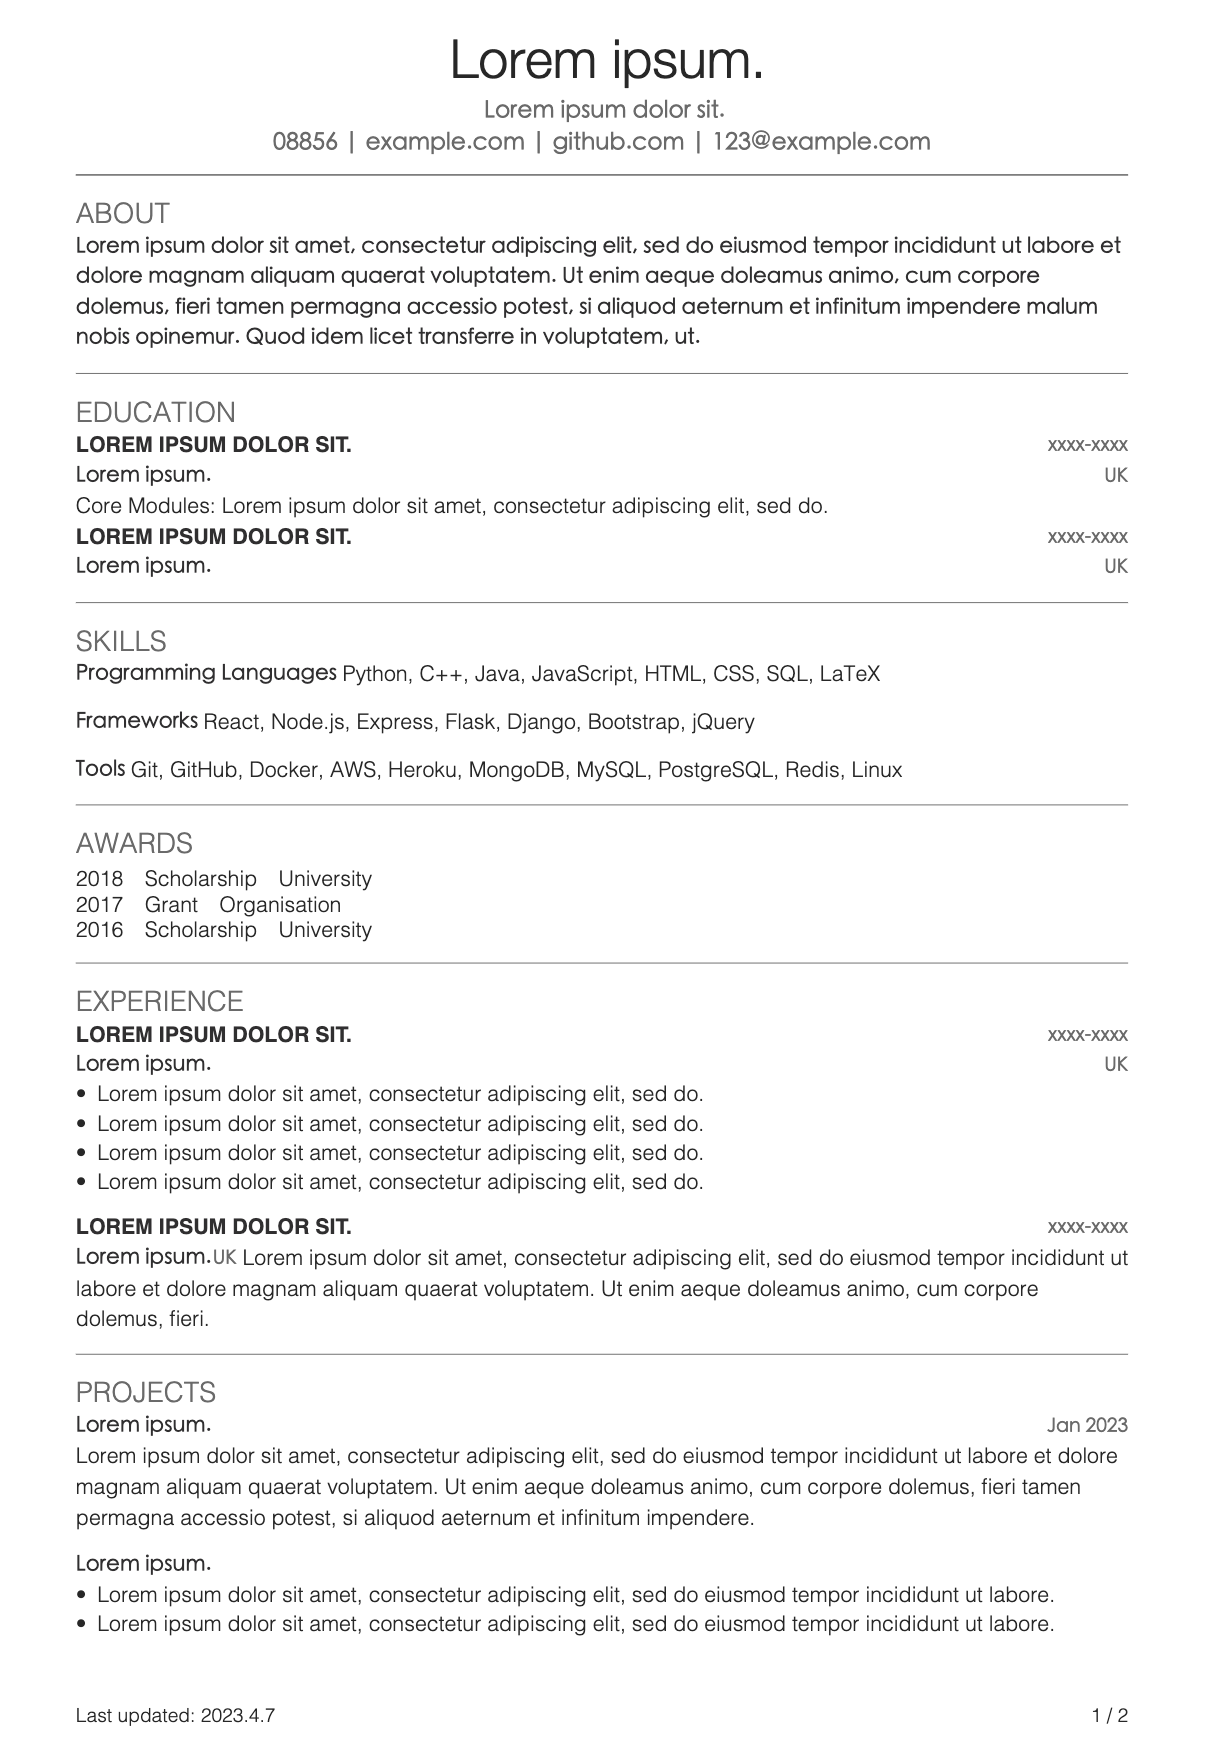 Lorem ipsum.
Lorem ipsum dolor sit.
08856 | example.com | github.com | 123@example.com
ABOUT
Lorem ipsum dolor sit amet, consectetur adipiscing elit, sed do eiusmod tempor incididunt ut labore et
dolore magnam aliquam quaerat voluptatem. Ut enim aeque doleamus animo, cum corpore
dolemus, fieri tamen permagna accessio potest, si aliquod aeternum et infinitum impendere malum
nobis opinemur. Quod idem licet transferre in voluptatem, ut.
EDUCATION
LOREM IPSUM DOLOR SIT. xxxx-xxxx
Lorem ipsum. UK
Core Modules: Lorem ipsum dolor sit amet, consectetur adipiscing elit, sed do.
LOREM IPSUM DOLOR SIT. xxxx-xxxx
Lorem ipsum. UK
SKILLS
Programming Languages Python, C++, Java, JavaScript, HTML, CSS, SQL, LaTeX
Frameworks React, Node.js, Express, Flask, Django, Bootstrap, jQuery
Tools Git, GitHub, Docker, AWS, Heroku, MongoDB, MySQL, PostgreSQL, Redis, Linux
AWARDS
2018 Scholarship University
2017 Grant Organisation
2016 Scholarship University
EXPERIENCE
LOREM IPSUM DOLOR SIT. xxxx-xxxx
Lorem ipsum. UK
• Lorem ipsum dolor sit amet, consectetur adipiscing elit, sed do.
• Lorem ipsum dolor sit amet, consectetur adipiscing elit, sed do.
• Lorem ipsum dolor sit amet, consectetur adipiscing elit, sed do.
• Lorem ipsum dolor sit amet, consectetur adipiscing elit, sed do.
LOREM IPSUM DOLOR SIT. xxxx-xxxx
Lorem ipsum.UK Lorem ipsum dolor sit amet, consectetur adipiscing elit, sed do eiusmod tempor incididunt ut
labore et dolore magnam aliquam quaerat voluptatem. Ut enim aeque doleamus animo, cum corpore
dolemus, fieri.
PROJECTS
Lorem ipsum. Jan 2023
Lorem ipsum dolor sit amet, consectetur adipiscing elit, sed do eiusmod tempor incididunt ut labore et dolore
magnam aliquam quaerat voluptatem. Ut enim aeque doleamus animo, cum corpore dolemus, fieri tamen
permagna accessio potest, si aliquod aeternum et infinitum impendere.
Lorem ipsum.
• Lorem ipsum dolor sit amet, consectetur adipiscing elit, sed do eiusmod tempor incididunt ut labore.
• Lorem ipsum dolor sit amet, consectetur adipiscing elit, sed do eiusmod tempor incididunt ut labore.
Last updated: 2023.4.7 1 / 2